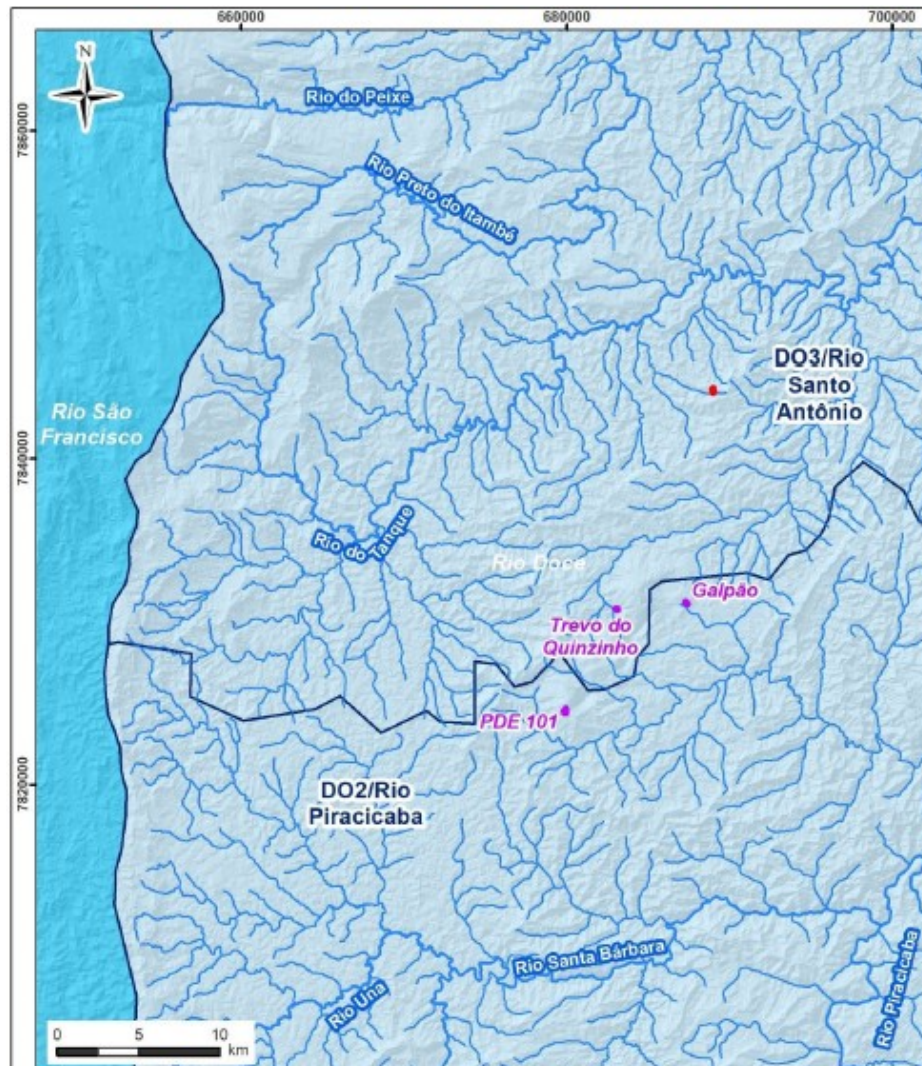 660000
680000
700000
N
7860000
7840000
7820000
Rio do Peixe
Rio Preto do Itambé
DO3/Rio
Santo
Antônio
Rio São
Francisco
Rio do Tanque
Rio Doce
Galpão
Trevo do
Quinzinho
PDE 101
DO2/Rio
Piracicaba
Rio Santa Bárbara
Rio Una
Rio Piracicaba
0 5 10
km